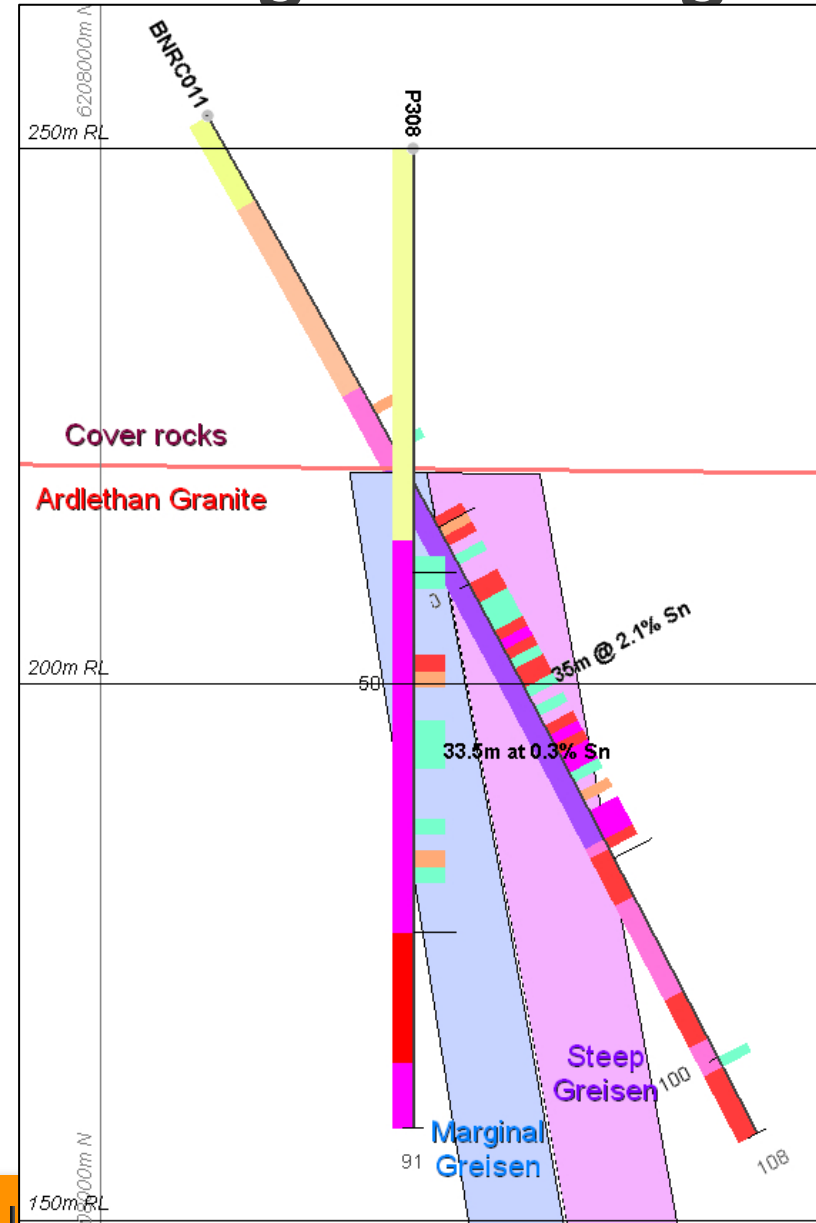 6208000m N
BNRC011
P308
250m RL
Cover rocks
Ardlethan Granite
200m RL
50
35m @ 2.1% Sn
33.5m at 0.3% Sn
Steep
Greisen
100
Marginal
Greisen
91
108
150m RL